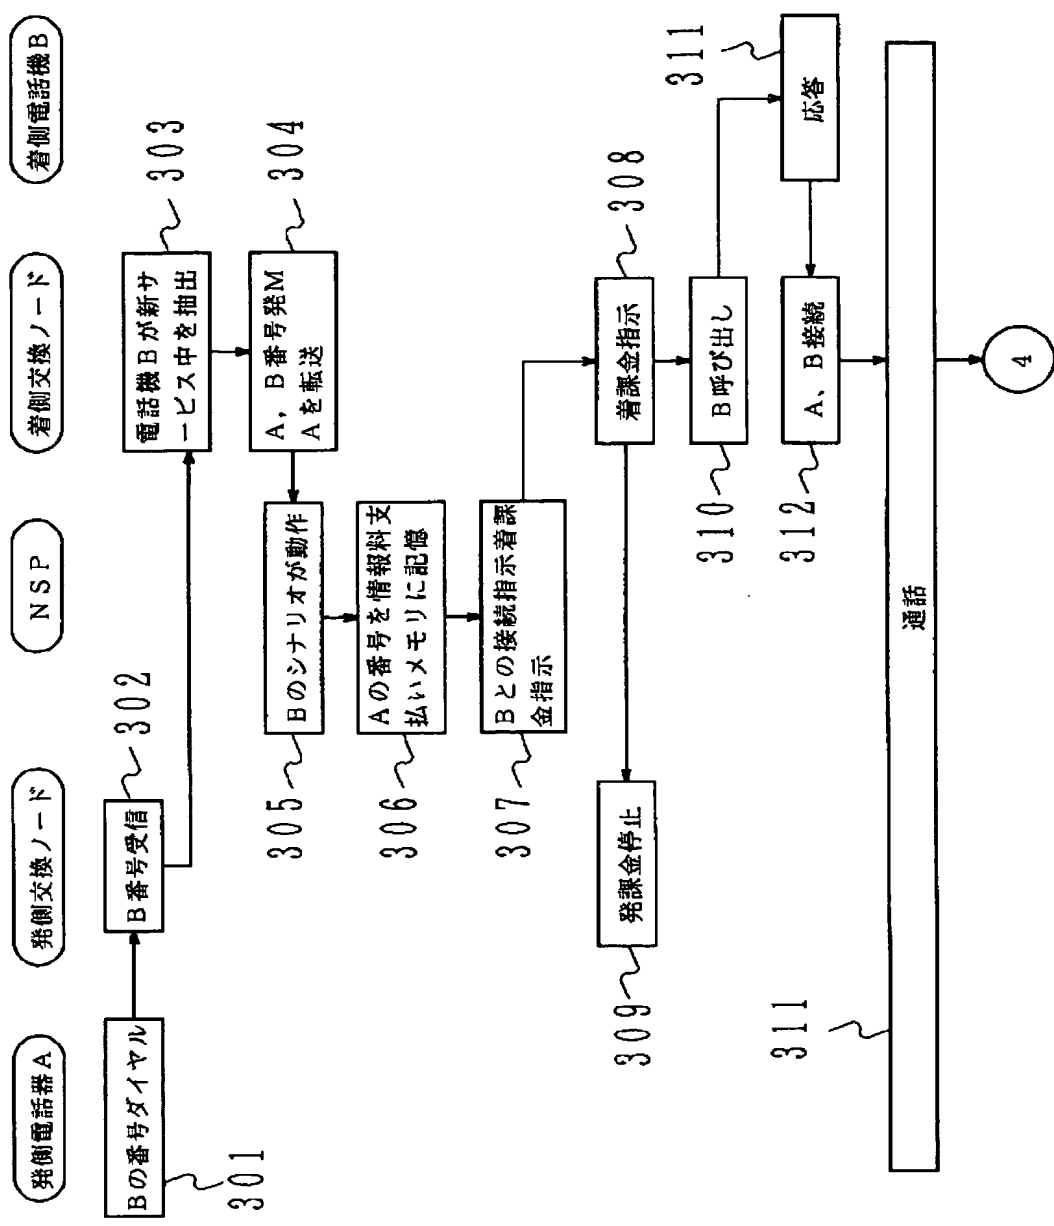 発側電話器A
発側交換ノード
NSP
着側交換ノード
着側電話機B
Bの番号ダイヤル
301
B番号受信
302
電話機Bが新サ
ービス中を抽出
303
A,B番号発M
Aを転送
304
Bのシナリオが動作
305
Aの番号を情報料支
払いメモリに記憶
306
Bとの接続指示着課
金指示
307
着課金指示
308
発課金停止
309
B呼び出し
310
応答
311
A、B接続
312
通話
311
4